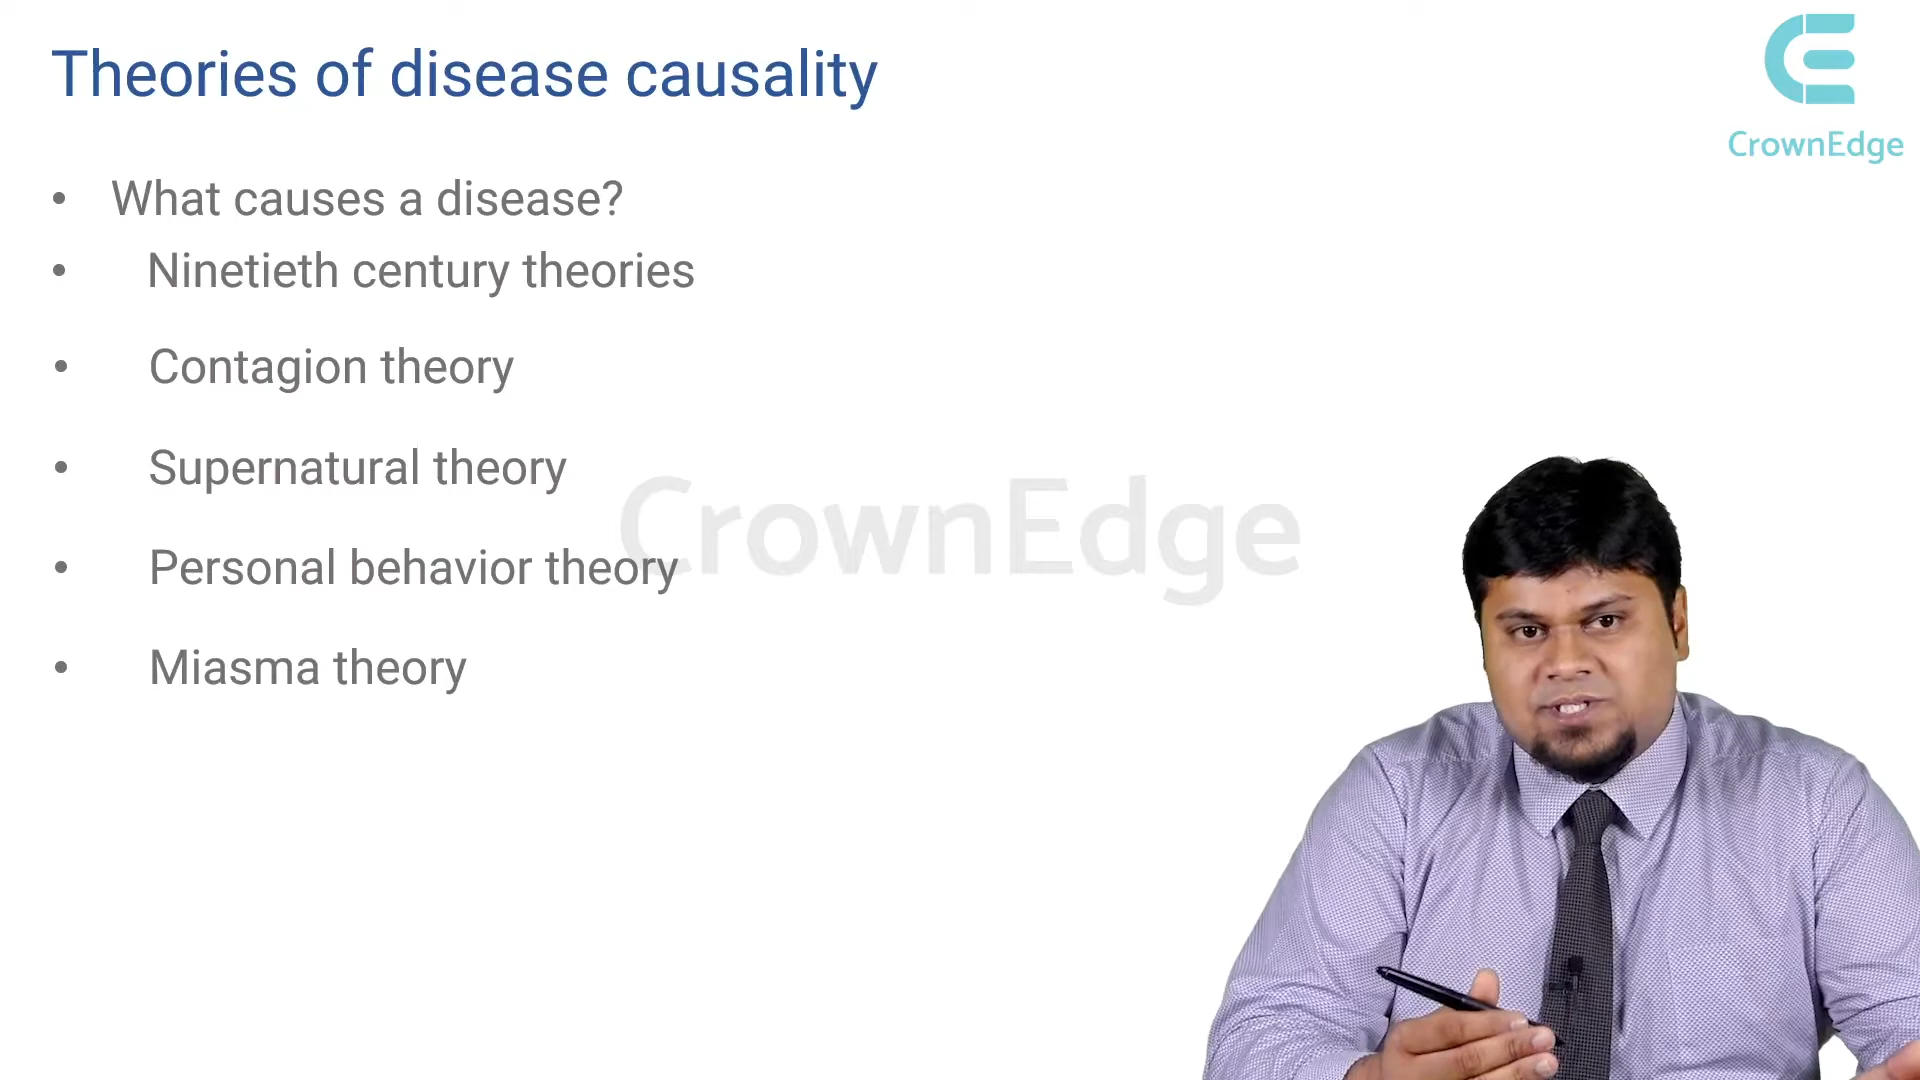 Theories of disease causality
CrownEdge
• What causes a disease?
• Ninetieth century theories
• Contagion theory
• Supernatural theory
• Personal behavior theory
• Miasma theory
CrownEdge